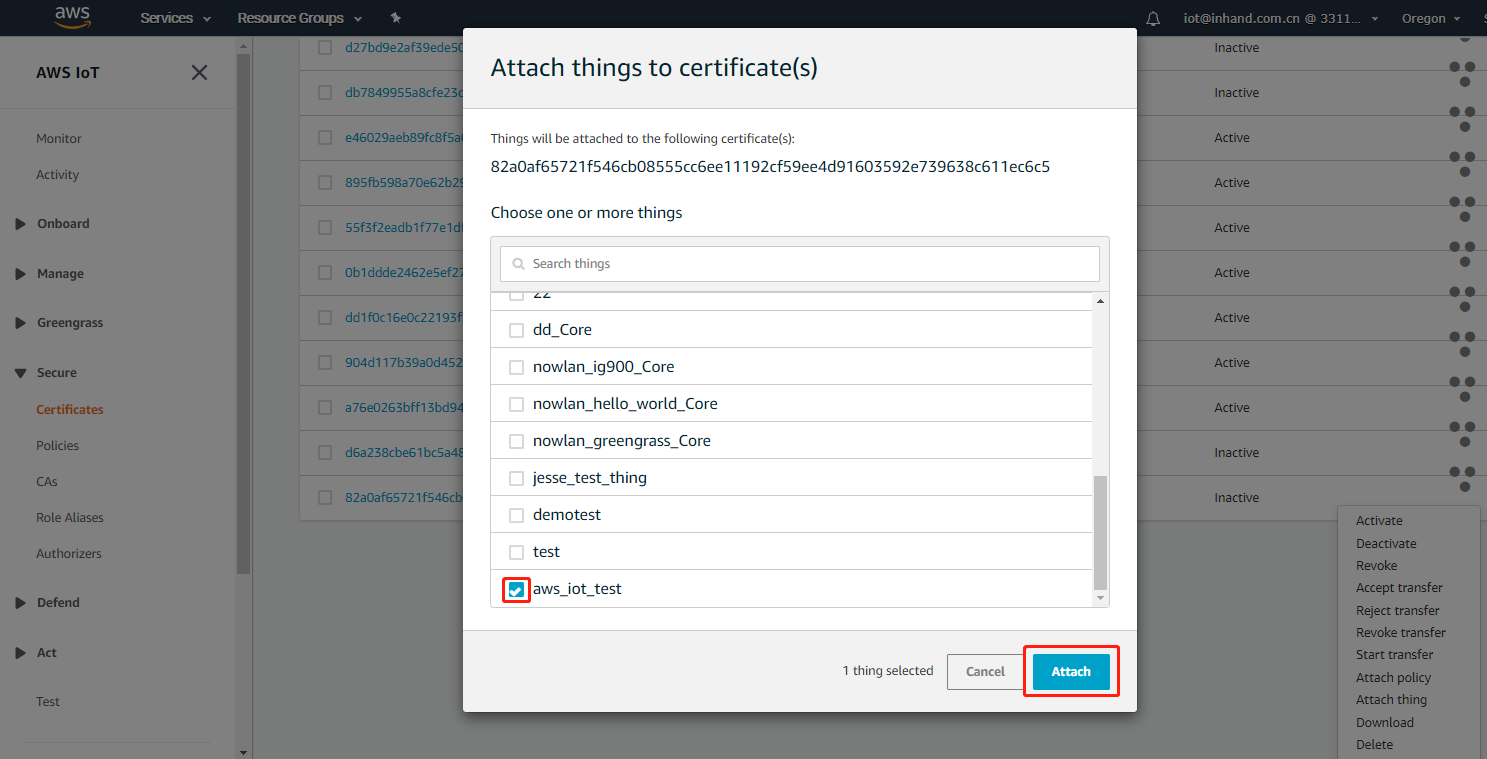 aws Services Resource Groups iot@inhand.com.cn @ 3311... Oregon
AWS IoT
Monitor
Activity
Onboard
Manage
Greengrass
Secure
Certificates
Policies
CAs
Role Aliases
Authorizers
Defend
Act
Test
d27bd9e2af39ede50 Inactive
db7849955a8cfe23c Inactive
e46029aeb89fc8f5a Active
895fb598a70e62b29 Active
55f3f2eadb1f77e1df Active
0b1ddde2462e5ef27 Active
dd1f0c16e0c22193f Active
904d117b39a0d452 Active
a76e0263bff13bd94 Active
d6a238cbe61bc5a48 Inactive
82a0af65721f546cb Inactive
Attach things to certificate(s)
Things will be attached to the following certificate(s):
82a0af65721f546cb08555cc6ee11192cf59ee4d91603592e739638c611ec6c5
Choose one or more things
Search things
22
dd_Core
nowlan_ig900_Core
nowlan_hello_world_Core
nowlan_greengrass_Core
jesse_test_thing
demotest
test
aws_iot_test
1 thing selected Cancel Attach
Activate
Deactivate
Revoke
Accept transfer
Reject transfer
Revoke transfer
Start transfer
Attach policy
Attach thing
Download
Delete